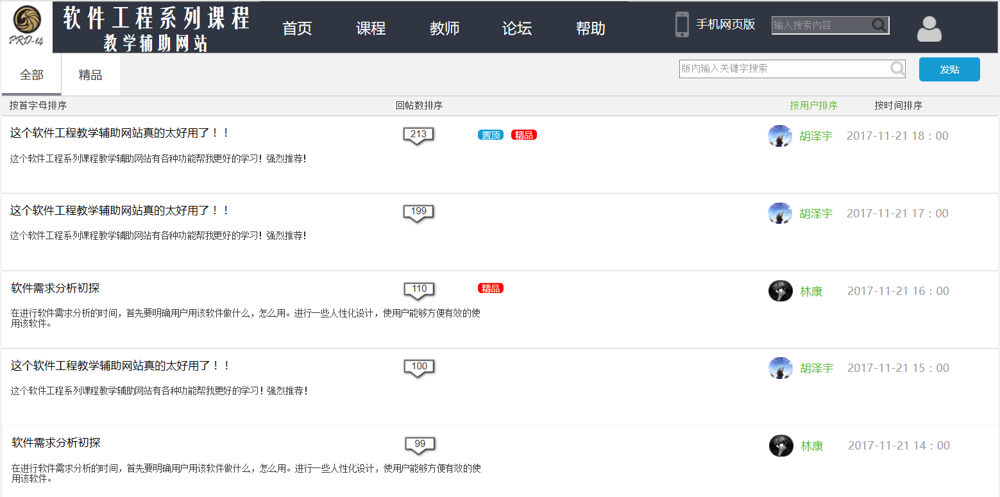 软件工程系列课程
教学辅助网站
PRD-14
首页 课程 教师 论坛 帮助
手机网页版
输入搜索内容
全部 精品
版内输入关键字搜索
发贴
按首字母排序 回帖数排序 按用户排序 按时间排序
这个软件工程教学辅助网站真的太好用了！！ 213 置顶 精品 胡泽宇 2017-11-21 18：00
这个软件工程系列课程教学辅助网站有各种功能帮我更好的学习！强烈推荐！
这个软件工程教学辅助网站真的太好用了！！ 199 胡泽宇 2017-11-21 17：00
这个软件工程系列课程教学辅助网站有各种功能帮我更好的学习！强烈推荐！
软件需求分析初探 110 精品 林康 2017-11-21 16：00
在进行软件需求分析的时间，首先要明确用户用该软件做什么，怎么用。进行一些人性化设计，使用户能够方便有效的使
用该软件。
这个软件工程教学辅助网站真的太好用了！！ 100 胡泽宇 2017-11-21 15：00
这个软件工程系列课程教学辅助网站有各种功能帮我更好的学习！强烈推荐！
软件需求分析初探 99 林康 2017-11-21 14：00
在进行软件需求分析的时间，首先要明确用户用该软件做什么，怎么用。进行一些人性化设计，使用户能够方便有效的使
用该软件。